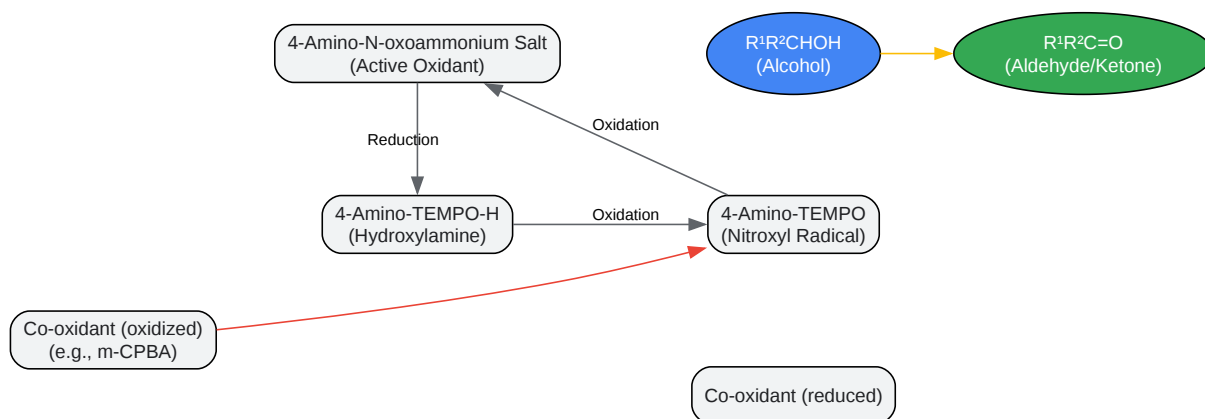 4-Amino-N-oxoammonium Salt
(Active Oxidant)
R¹R²CHOH
(Alcohol)
R¹R²C=O
(Aldehyde/Ketone)
Reduction
Oxidation
4-Amino-TEMPO-H
(Hydroxylamine)
Oxidation
4-Amino-TEMPO
(Nitroxyl Radical)
Co-oxidant (oxidized)
(e.g., m-CPBA)
Co-oxidant (reduced)